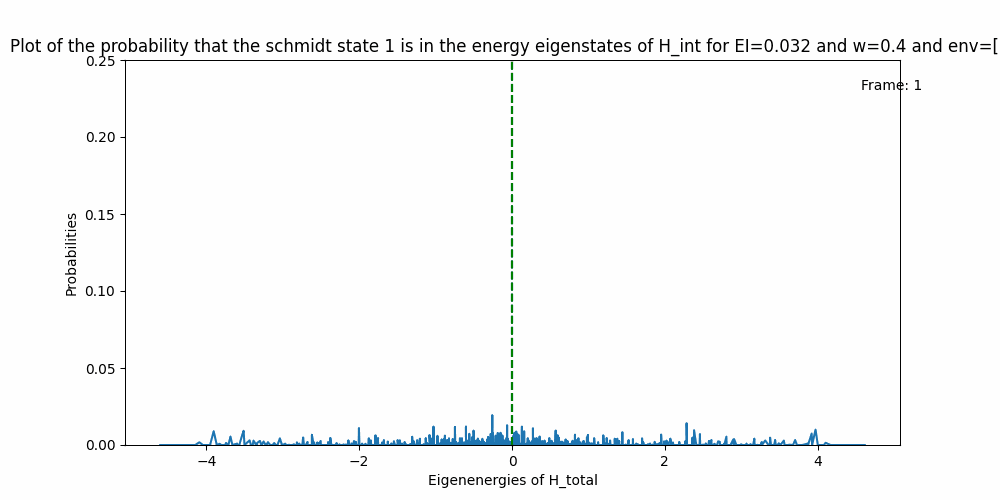 Plot of the probability that the schmidt state 1 is in the energy eigenstates of H_int for EI=0.032 and w=0.4 and env=[
Frame: 1
0.25
0.20
0.15
0.10
0.05
0.00
Probabilities
−4
−2
0
2
4
Eigenenergies of H_total